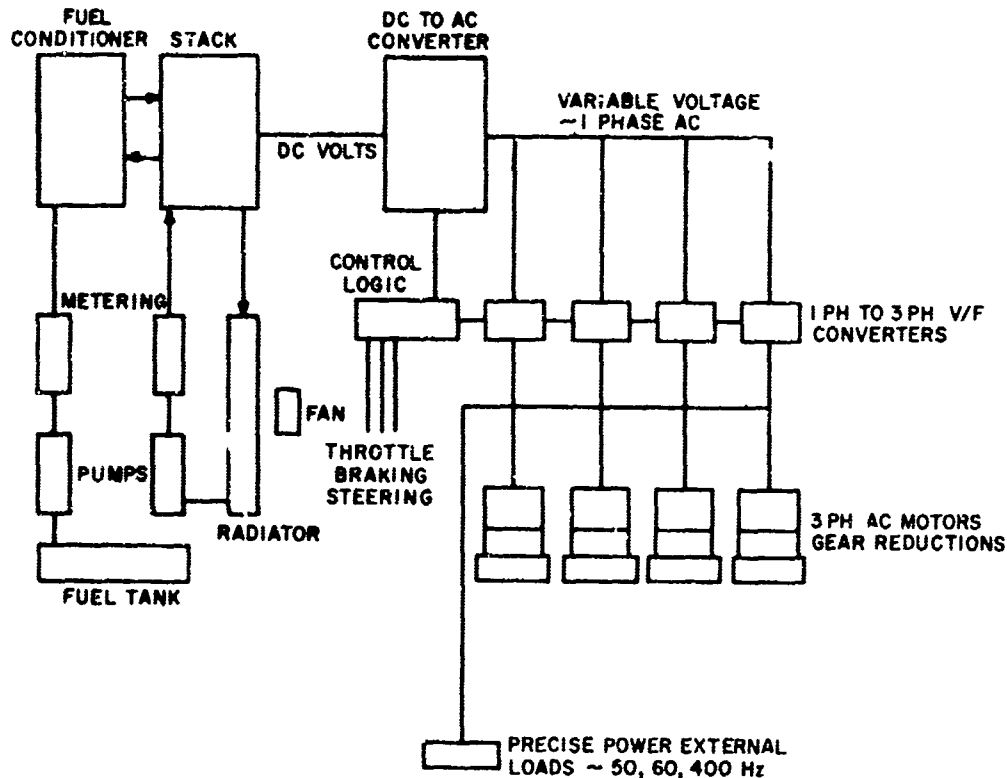 FUEL
CONDITIONER
STACK
DC TO AC
CONVERTER
VARIABLE VOLTAGE
~1 PHASE AC
DC VOLTS
CONTROL
LOGIC
METERING
1 PH TO 3 PH V/F
CONVERTERS
FAN
THROTTLE
BRAKING
STEERING
PUMPS
RADIATOR
3 PH AC MOTORS
GEAR REDUCTIONS
FUEL TANK
PRECISE POWER EXTERNAL
LOADS ~ 50, 60, 400 Hz